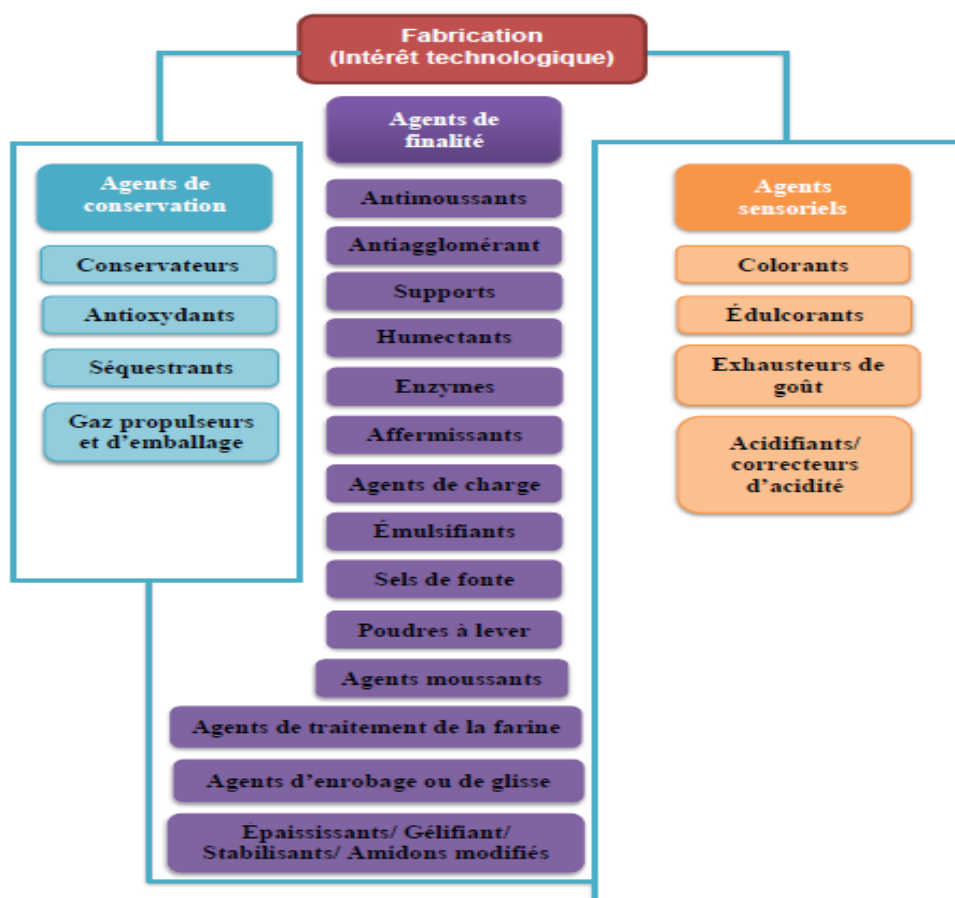 Fabrication
(Intérêt technologique)
Agents de
finalité
Agents de
conservation
Conservateurs
Antioxydants
Séquestrants
Gaz propulseurs
et d’emballage
Antimoussants
Antiagglomérant
Supports
Humectants
Enzymes
Affermissants
Agents de charge
Émulsifiants
Sels de fonte
Poudres à lever
Agents moussants
Agents de traitement de la farine
Agents d’enrobage ou de glisse
Épaississants/ Gélifiant/
Stabilisants/ Amidons modifiés
Agents
sensoriels
Colorants
Édulcorants
Exhausteurs de
goût
Acidifiants/
correcteurs
d’acidité